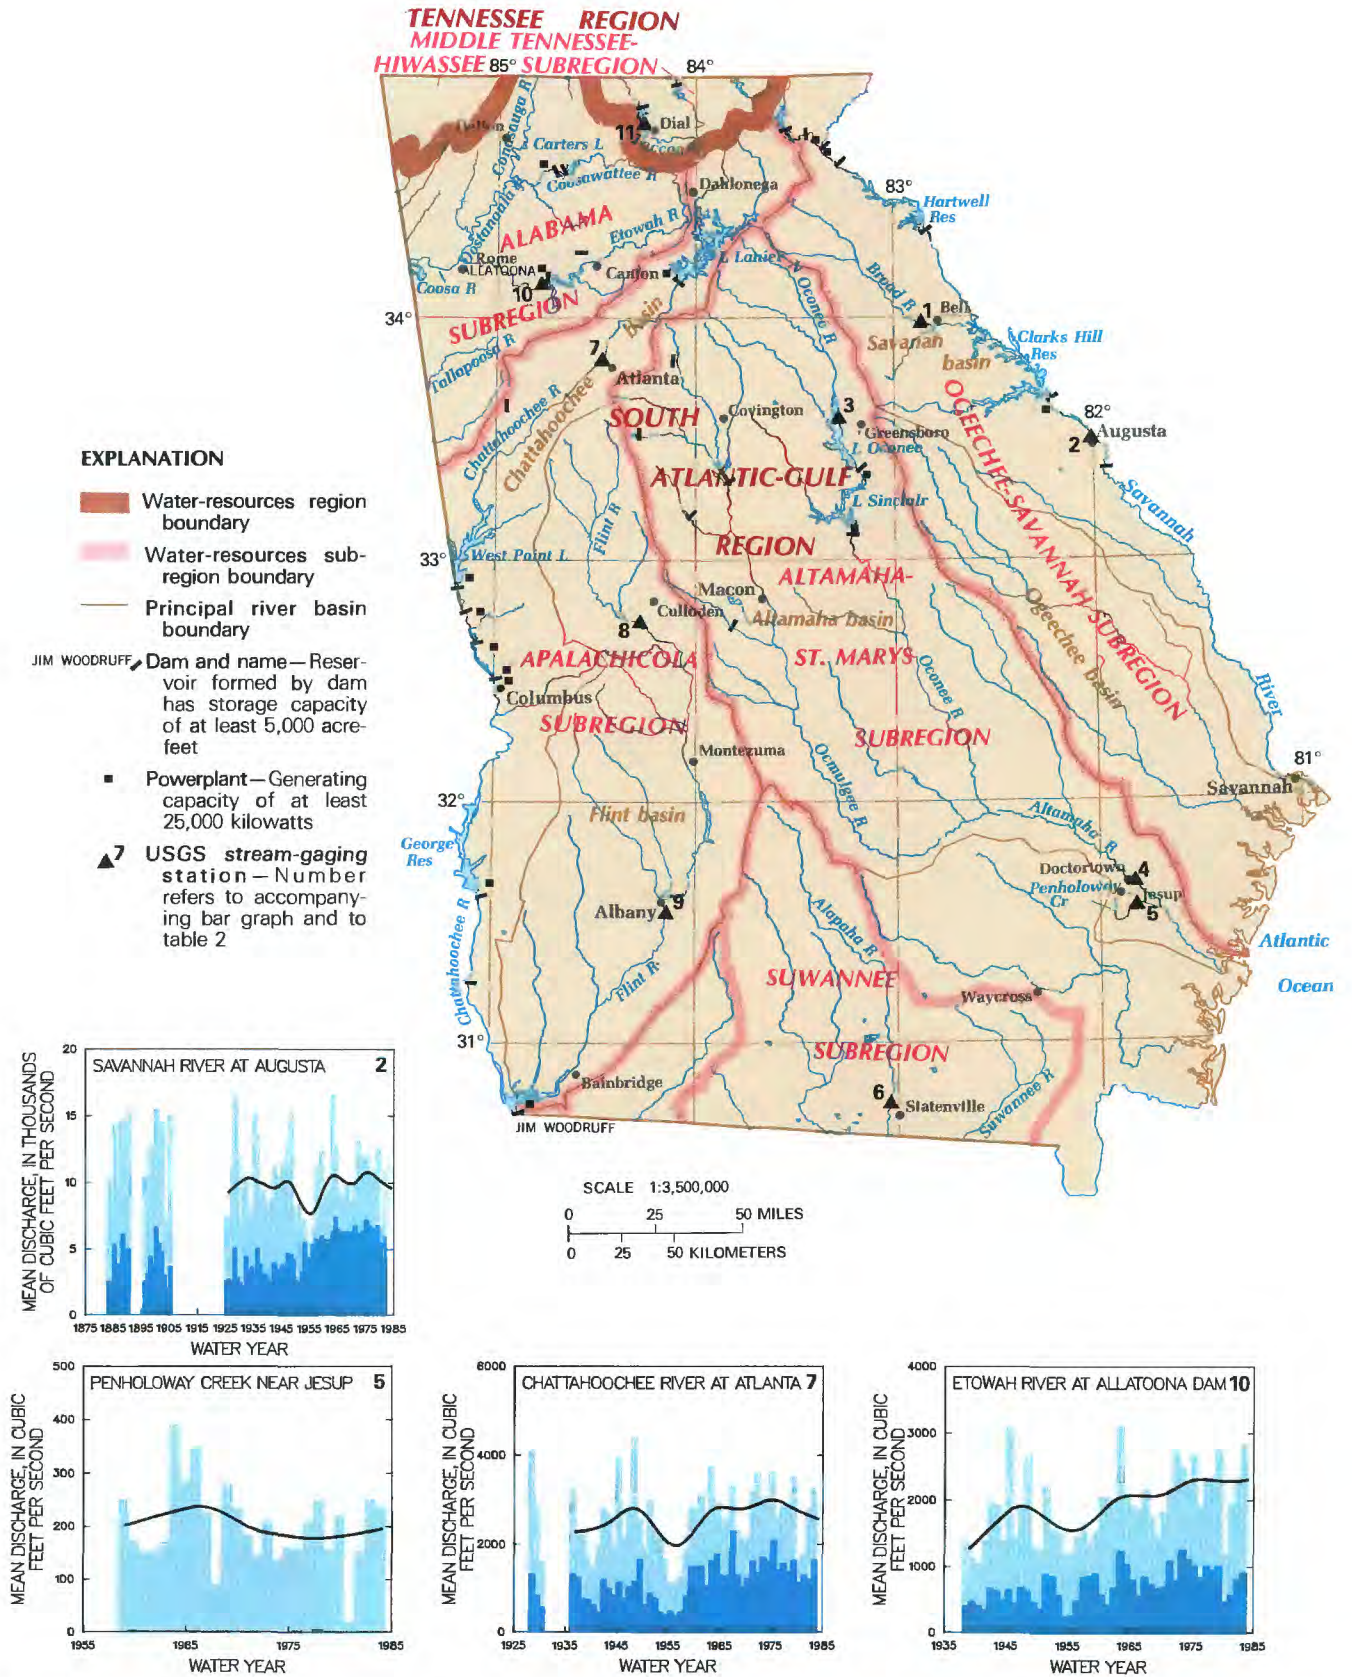 TENNESSEE REGION
MIDDLE TENNESSEE-
HIWASSEE SUBREGION
85°
84°
Dalton
Conasauga R
11
Dial
Toccoa R
Carters L
Coosawattee R
Oostanaula R
Dahlonega
83°
Hartwell
Res
ALABAMA
Etowah R
Rome
ALLATOONA
Canton
L Lanier
Coosa R
10
SUBREGION
Oconee R
Broad R
1
Bell
34°
basin
Savanah
basin
Clarks Hill
Res
Tallapoosa R
7
Atlanta
Chattahoochee R
Chattahoochee
SOUTH
Covington
3
Greensboro
L Oconee
OGEECHEE-SAVANNAH SUBREGION
82°
2
Augusta
ATLANTIC-GULF
L Sinclair
Savannah
River
Flint R
REGION
33°
West Point L
ALTAMAHA-
Macon
Culloden
8
Altamaha basin
Ogeechee basin
APALACHICOLA
ST. MARYS
Oconee R
Columbus
SUBREGION
SUBREGION
Montezuma
Ocmulgee R
81°
Savannah
32°
Flint basin
Altamaha R
George
Res
Doctortown
4
Penholoway
Cr
Jesup
5
Albany
9
Alapaha R
Atlantic
Ocean
Chattahoochee R
Flint R
SUWANNEE
Waycross
31°
SUBREGION
Bainbridge
6
Statenville
Suwannee R
JIM WOODRUFF
EXPLANATION
Water-resources region
boundary
Water-resources sub-
region boundary
Principal river basin
boundary
JIM WOODRUFF
Dam and name—Reser-
voir formed by dam
has storage capacity
of at least 5,000 acre-
feet
Powerplant—Generating
capacity of at least
25,000 kilowatts
7
USGS stream-gaging
station—Number
refers to accompany-
ing bar graph and to
table 2
SCALE 1:3,500,000
0 25 50 MILES
0 25 50 KILOMETERS
SAVANNAH RIVER AT AUGUSTA 2
MEAN DISCHARGE, IN THOUSANDS
OF CUBIC FEET PER SECOND
20
15
10
5
0
1875 1885 1895 1905 1915 1925 1935 1945 1955 1965 1975 1985
WATER YEAR
PENHOLOWAY CREEK NEAR JESUP 5
MEAN DISCHARGE, IN CUBIC
FEET PER SECOND
500
400
300
200
100
0
1955 1965 1975 1985
WATER YEAR
CHATTAHOOCHEE RIVER AT ATLANTA 7
MEAN DISCHARGE, IN CUBIC
FEET PER SECOND
6000
4000
2000
0
1925 1935 1945 1955 1965 1975 1985
WATER YEAR
ETOWAH RIVER AT ALLATOONA DAM 10
MEAN DISCHARGE, IN CUBIC
FEET PER SECOND
4000
3000
2000
1000
0
1935 1945 1955 1965 1975 1985
WATER YEAR